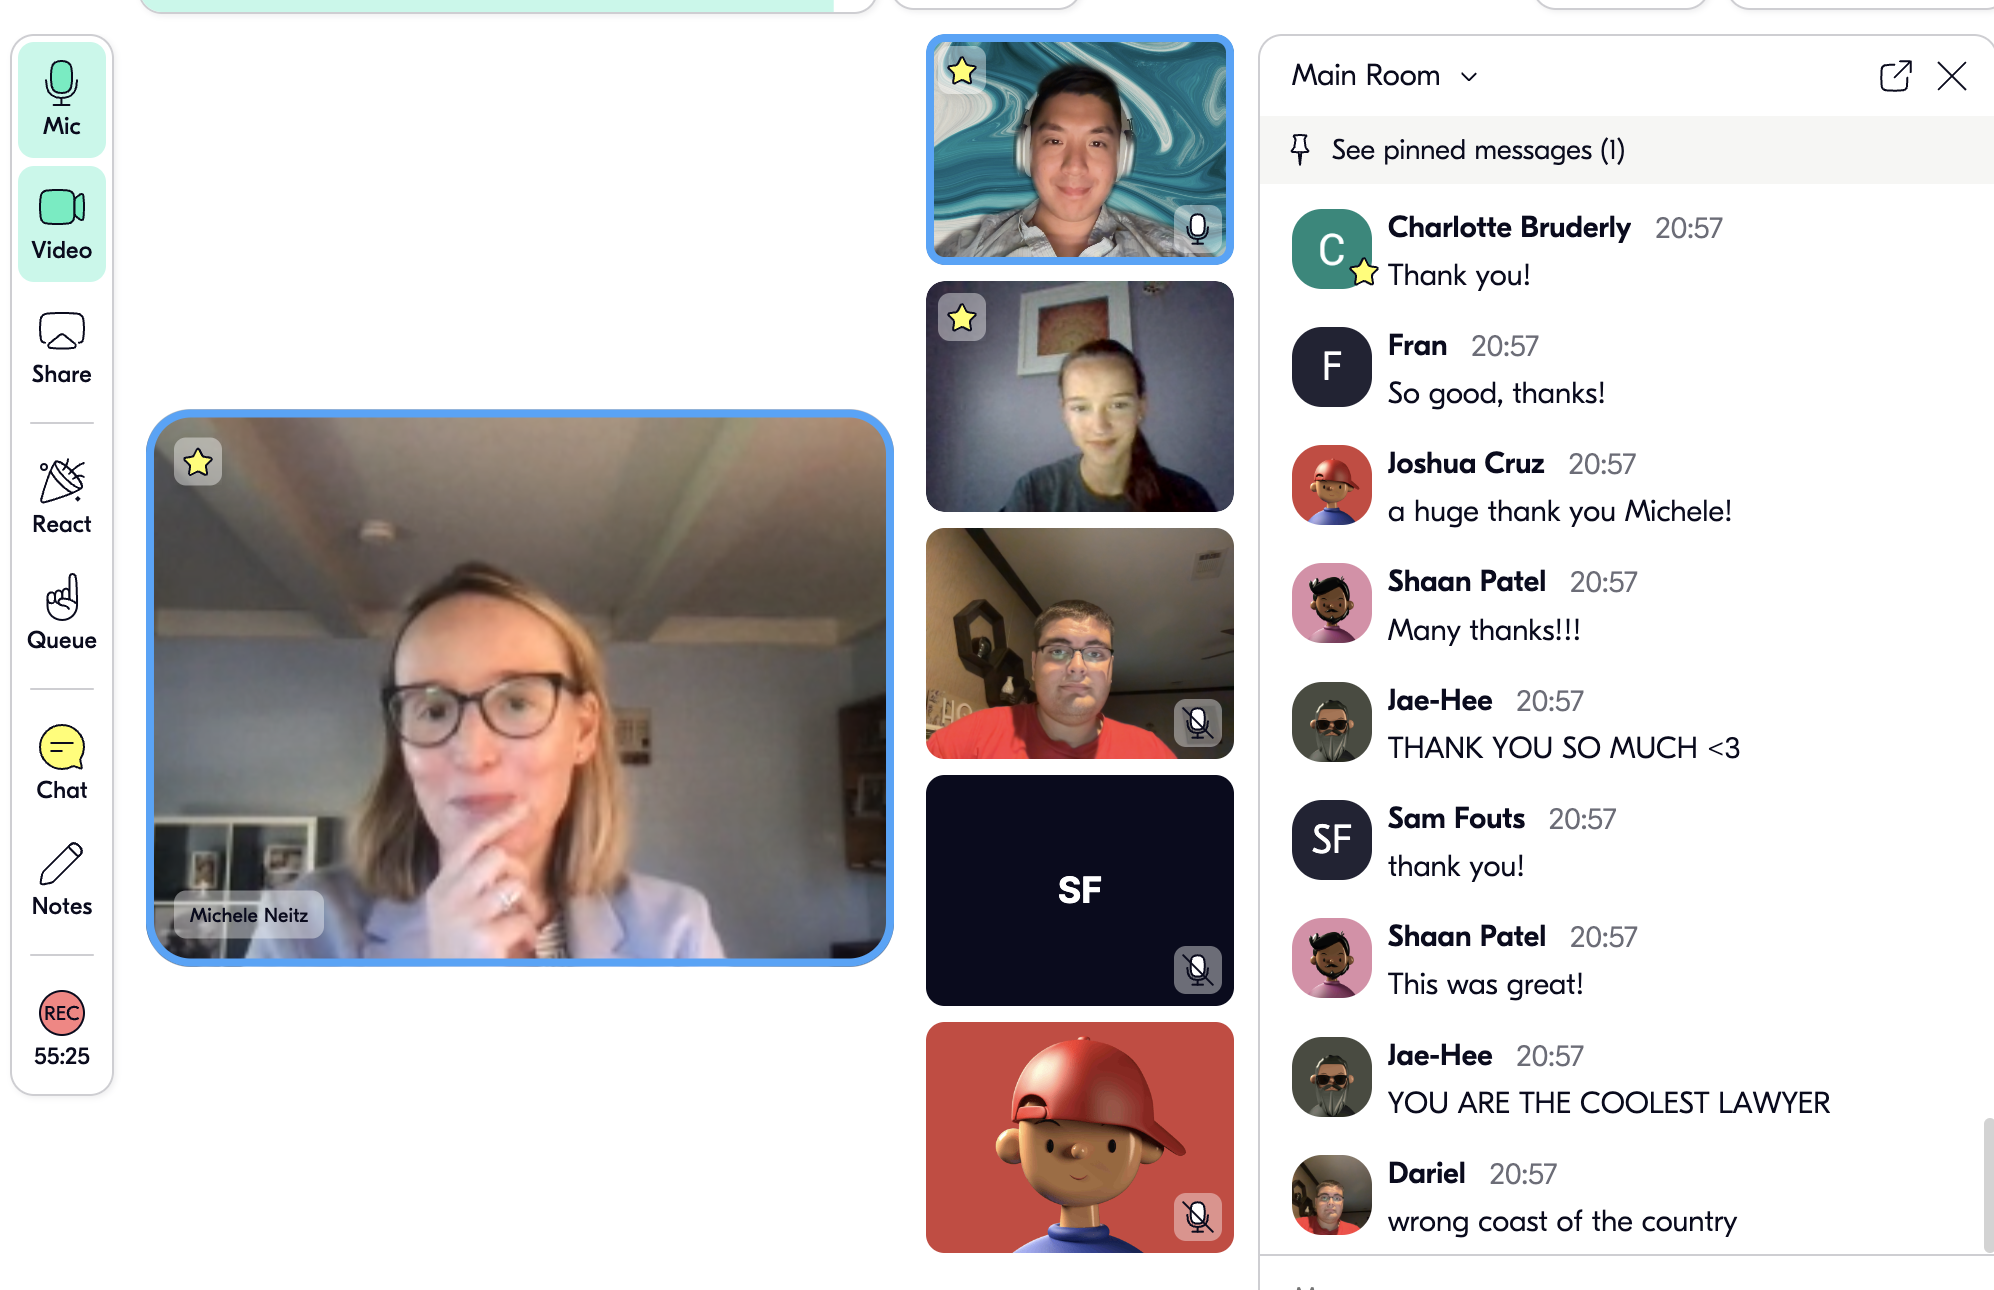 Mic
Video
Share
React
Queue
Chat
Notes
REC
55:25
Michele Neitz
SF
Main Room
See pinned messages (1)
C
Charlotte Bruderly 20:57
Thank you!
F
Fran 20:57
So good, thanks!
Joshua Cruz 20:57
a huge thank you Michele!
Shaan Patel 20:57
Many thanks!!!
Jae-Hee 20:57
THANK YOU SO MUCH <3
SF
Sam Fouts 20:57
thank you!
Shaan Patel 20:57
This was great!
Jae-Hee 20:57
YOU ARE THE COOLEST LAWYER
Dariel 20:57
wrong coast of the country